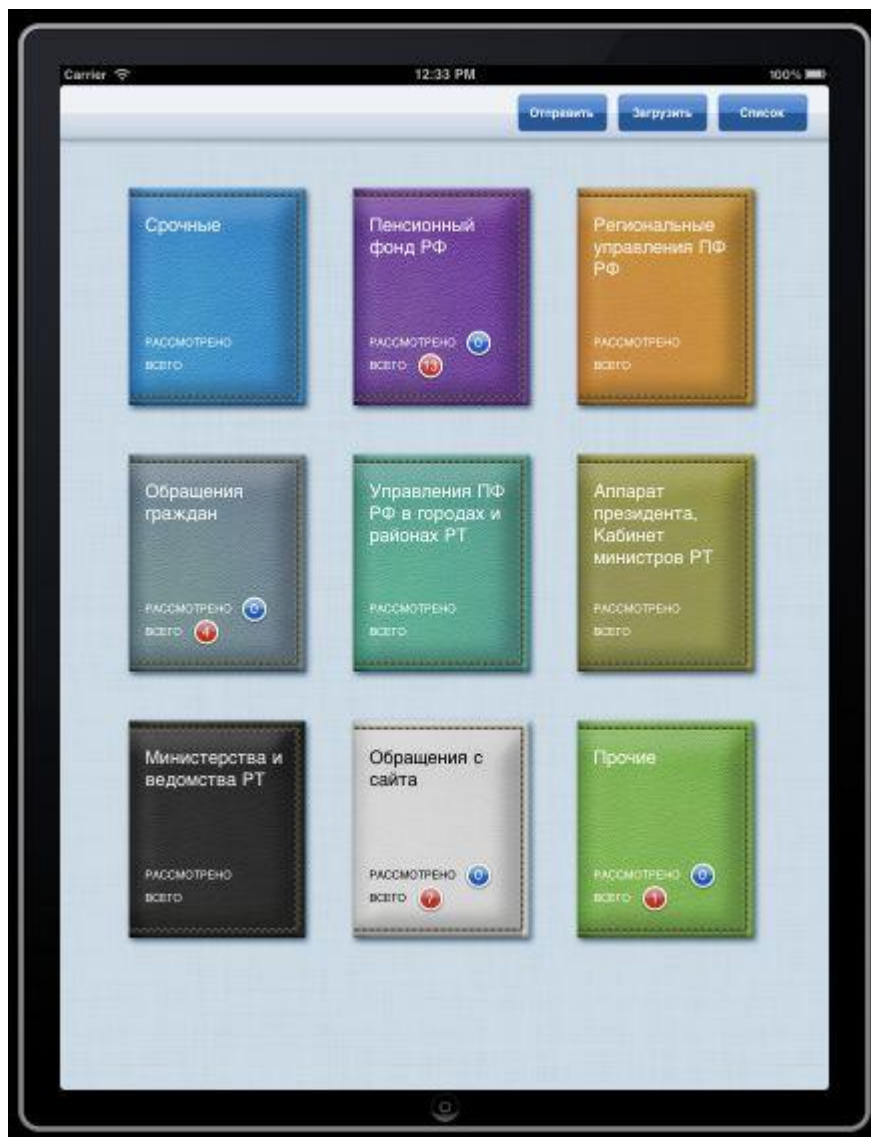 Carrier 12:33 PM 100%
Отправить Загрузить Список
Срочные
РАССМОТРЕНО
ВСЕГО
Пенсионный
фонд РФ
РАССМОТРЕНО 0
ВСЕГО 13
Региональные
управления ПФ
РФ
РАССМОТРЕНО
ВСЕГО
Обращения
граждан
РАССМОТРЕНО 0
ВСЕГО 4
Управления ПФ
РФ в городах и
районах РТ
РАССМОТРЕНО
ВСЕГО
Аппарат
президента,
Кабинет
министров РТ
РАССМОТРЕНО
ВСЕГО
Министерства и
ведомства РТ
РАССМОТРЕНО
ВСЕГО
Обращения с
сайта
РАССМОТРЕНО 0
ВСЕГО 7
Прочие
РАССМОТРЕНО 0
ВСЕГО 1